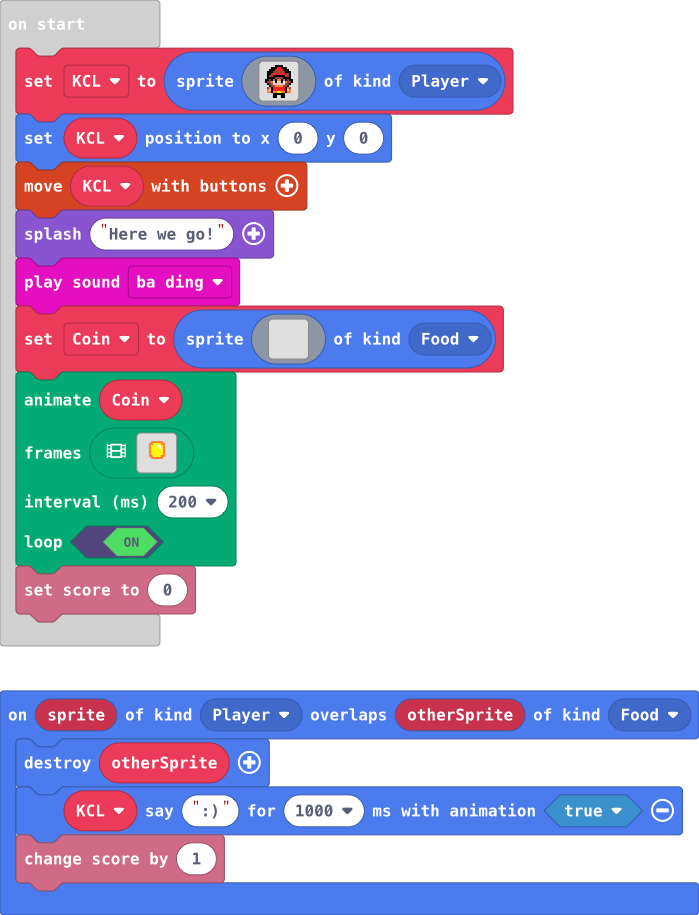 on start
set KCL to sprite of kind Player
set KCL position to x 0 y 0
move KCL with buttons
splash "Here we go!"
play sound ba ding
set Coin to sprite of kind Food
animate Coin
frames
interval (ms) 200
loop ON
set score to 0
on sprite of kind Player overlaps otherSprite of kind Food
destroy otherSprite
KCL say ":)" for 1000 ms with animation true
change score by 1